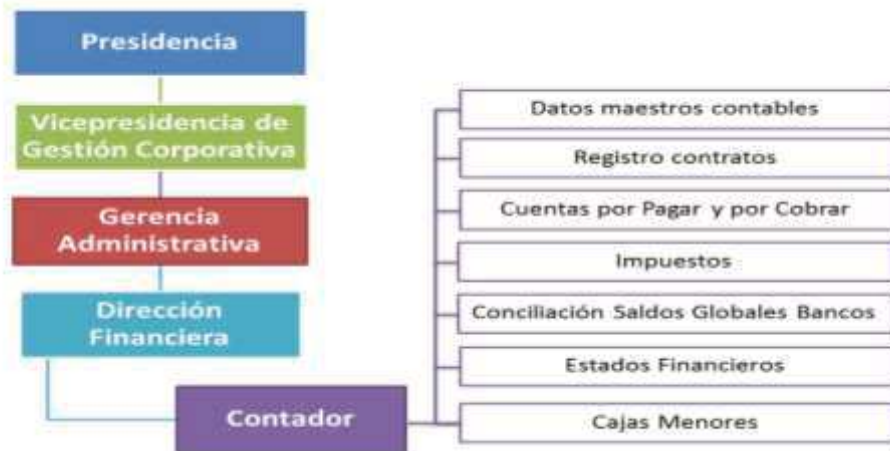 Presidencia
Vicepresidencia de
Gestión Corporativa
Gerencia
Administrativa
Dirección
Financiera
Contador
Datos maestros contables
Registro contratos
Cuentas por Pagar y por Cobrar
Impuestos
Conciliación Saldos Globales Bancos
Estados Financieros
Cajas Menores